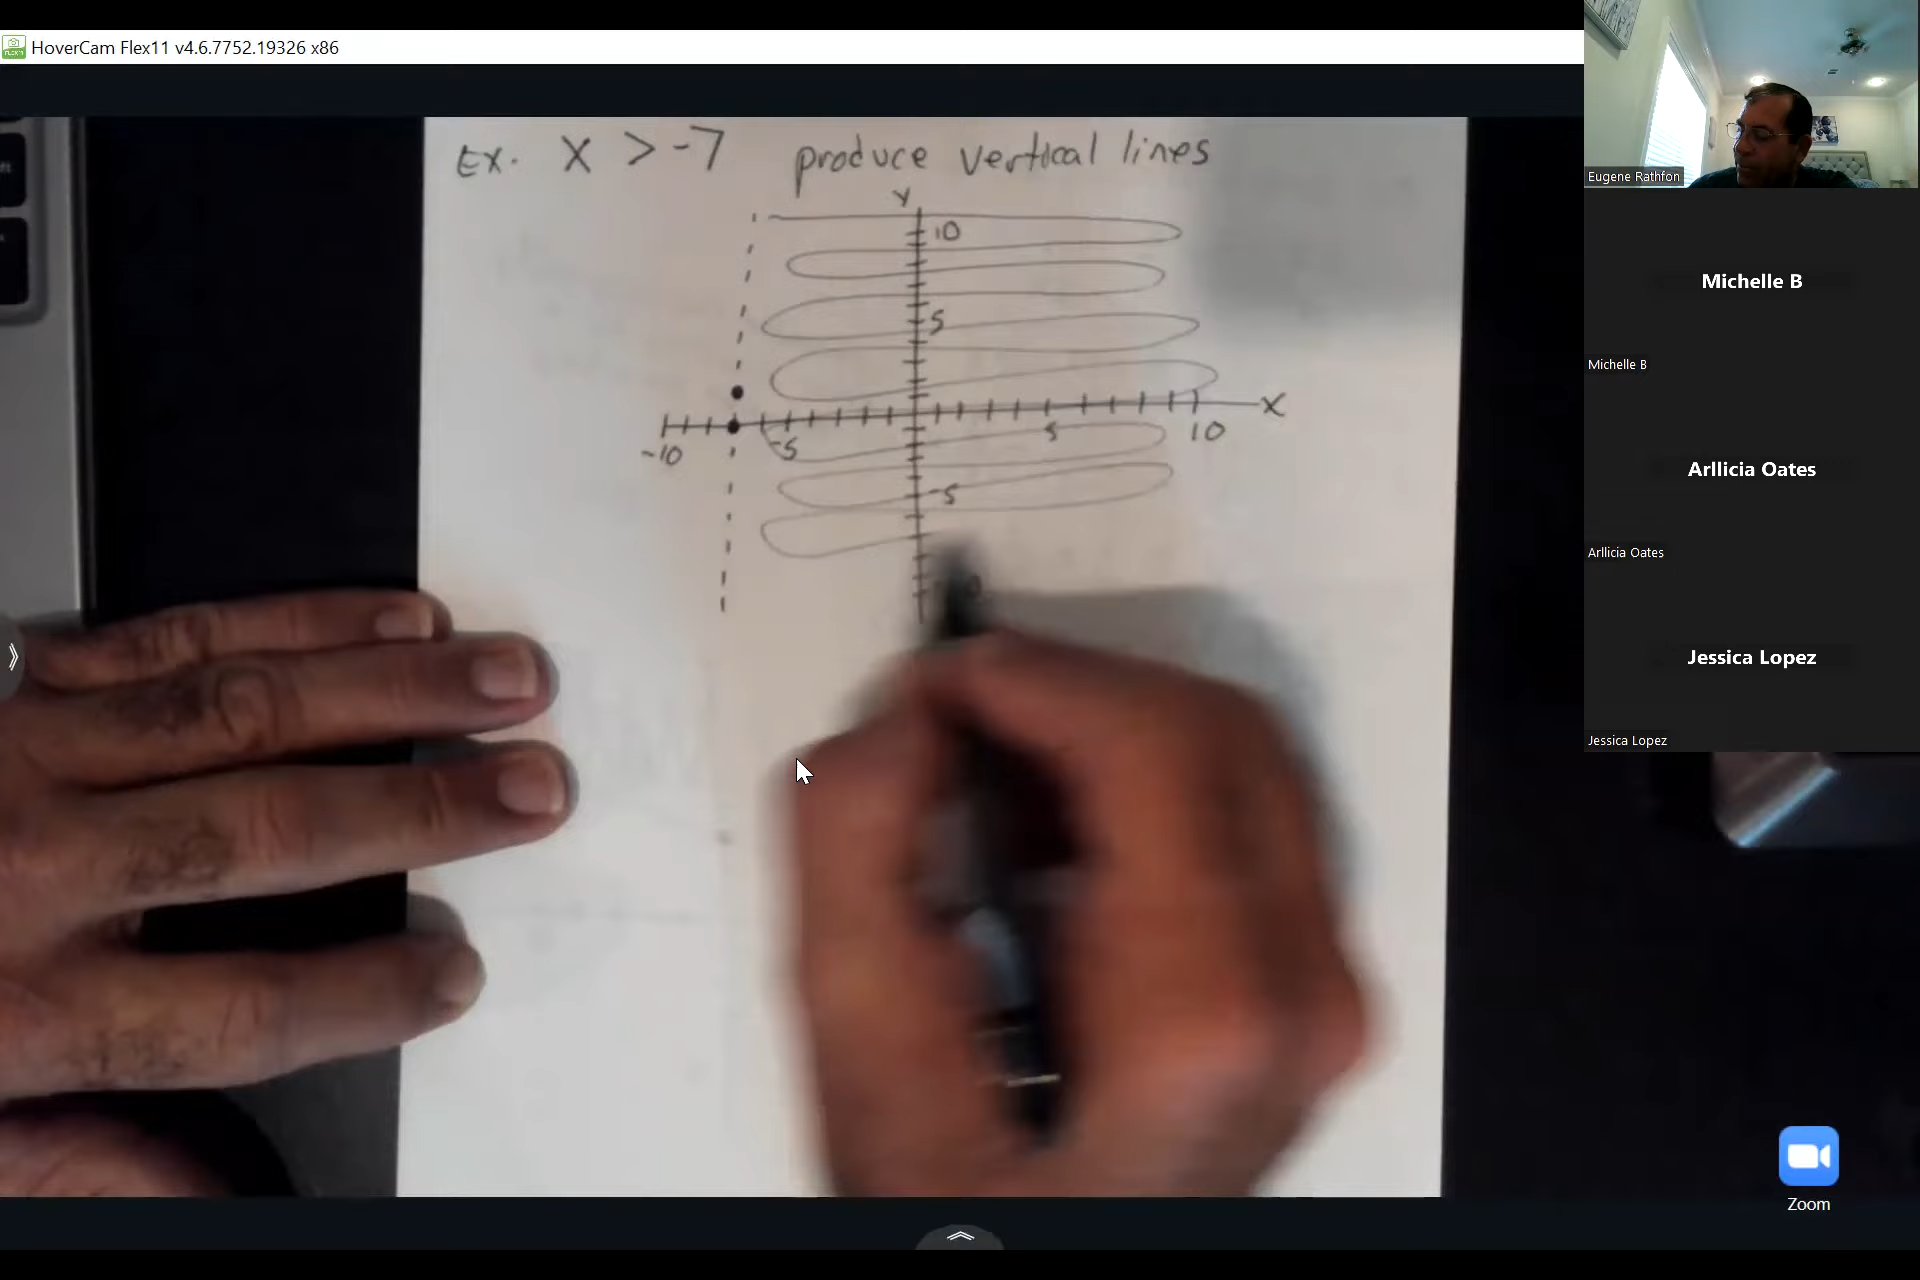 HoverCam Flex11 v4.6.7752.19326 x86
Ex. X > -7 produce vertical lines
y
10
5
X
-10
-5
5
10
-5
Eugene Rathfon
Michelle B
Michelle B
Arllicia Oates
Arllicia Oates
Jessica Lopez
Jessica Lopez
Zoom